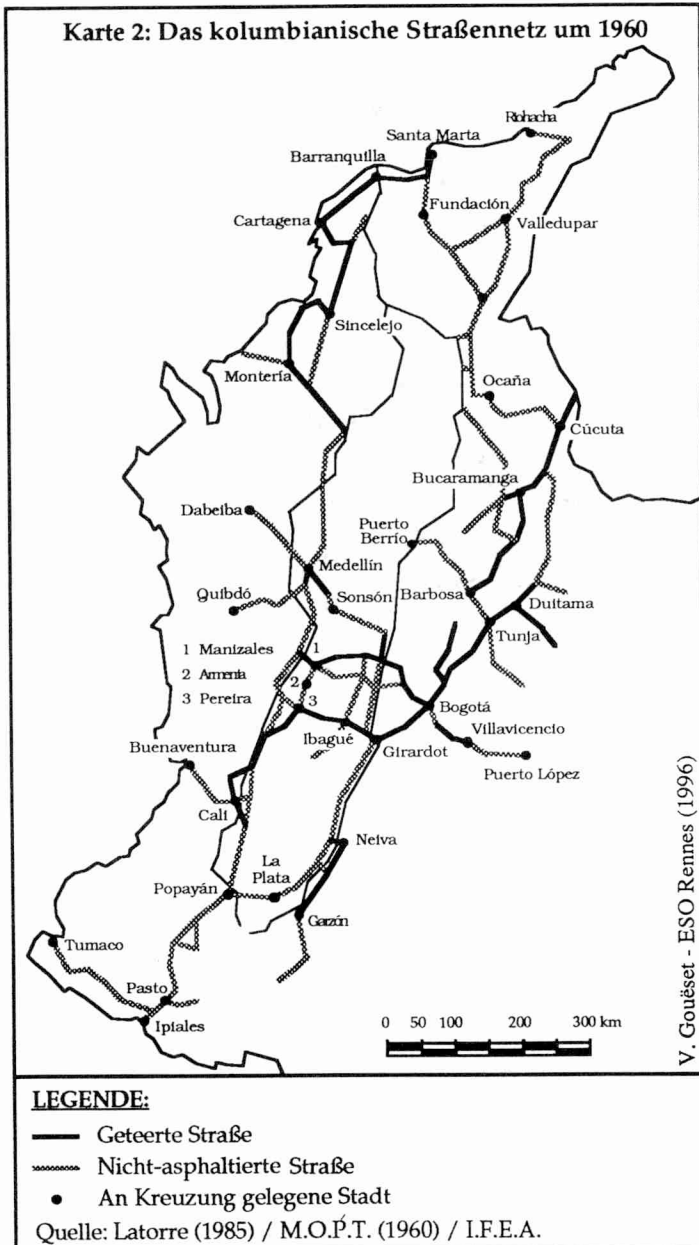 Karte 2: Das kolumbianische Straßennetz um 1960
Riohacha
Santa Marta
Barranquilla
Fundación
Cartagena
Valledupar
Sincelejo
Montería
Ocaña
Cúcuta
Bucaramanga
Dabeiba
Puerto
Berrío
Medellín
Quibdó
Sonsón
Barbosa
Duitama
Tunja
1 Manizales
1
2 Armenia
2
3 Pereira
3
Bogotá
Ibagué
Villavicencio
Buenaventura
Girardot
Puerto López
Cali
Neiva
La
Plata
Popayán
Garzón
Tumaco
Pasto
Ipiales
0 50 100 200 300 km
V. Gouëset - ESO Rennes (1996)
LEGENDE:
Geteerte Straße
Nicht-asphaltierte Straße
An Kreuzung gelegene Stadt
Quelle: Latorre (1985) / M.O.P.T. (1960) / I.F.E.A.